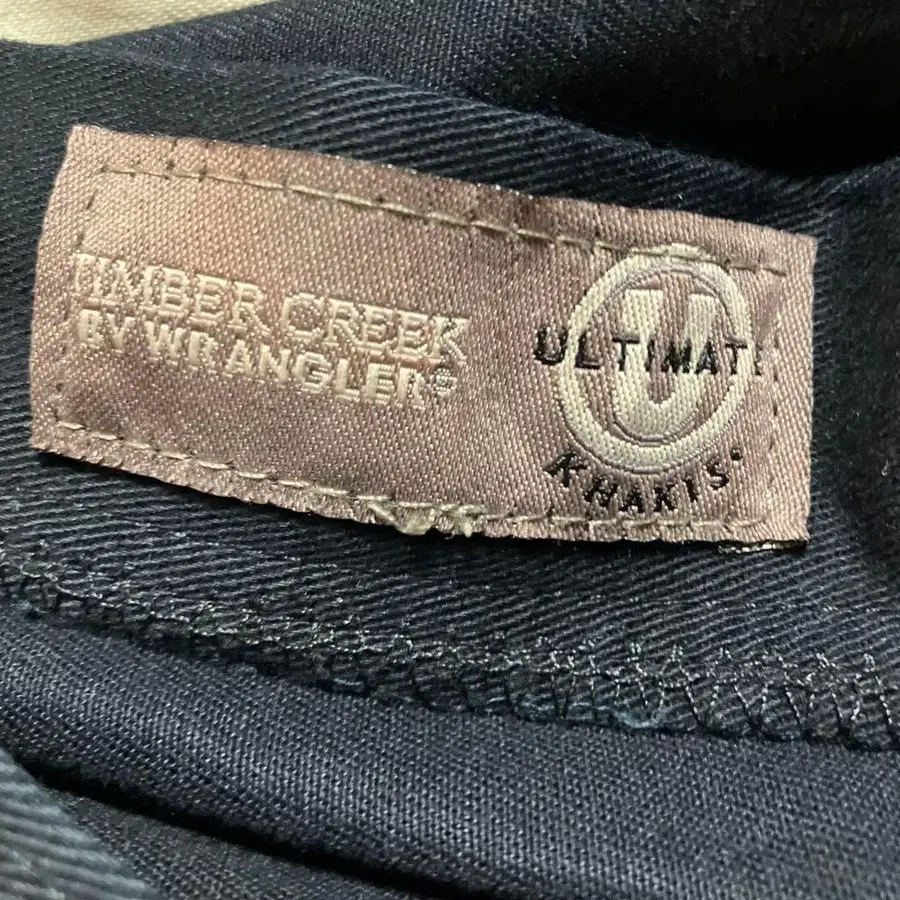 TIMBER CREEK
BY WRANGLER®
U
ULTIMATE
KHAKIS.